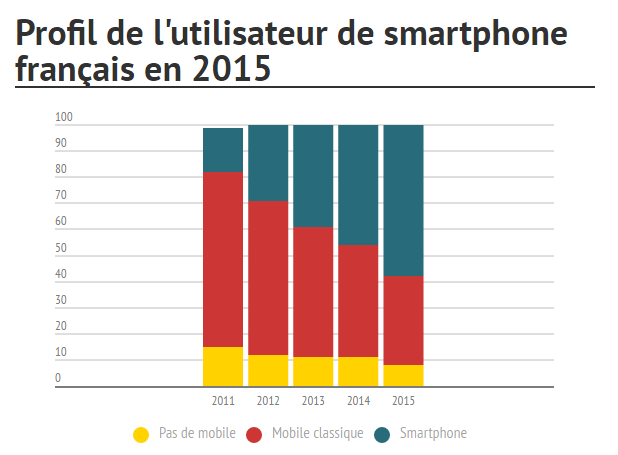 Profil de l'utilisateur de smartphone
français en 2015
100
90
80
70
60
50
40
30
20
10
0
2011 2012 2013 2014 2015
Pas de mobile Mobile classique Smartphone